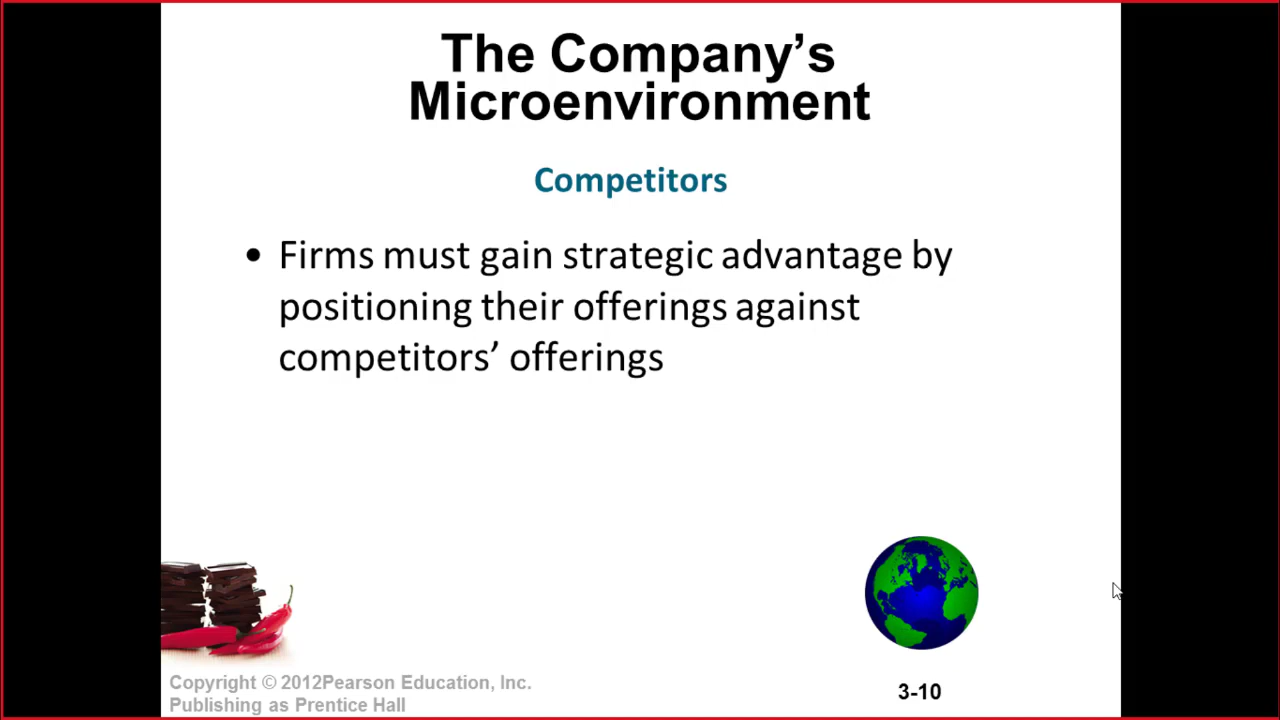 The Company’s
Microenvironment
Competitors
• Firms must gain strategic advantage by
positioning their offerings against
competitors’ offerings
Copyright © 2012Pearson Education, Inc.
Publishing as Prentice Hall
3-10